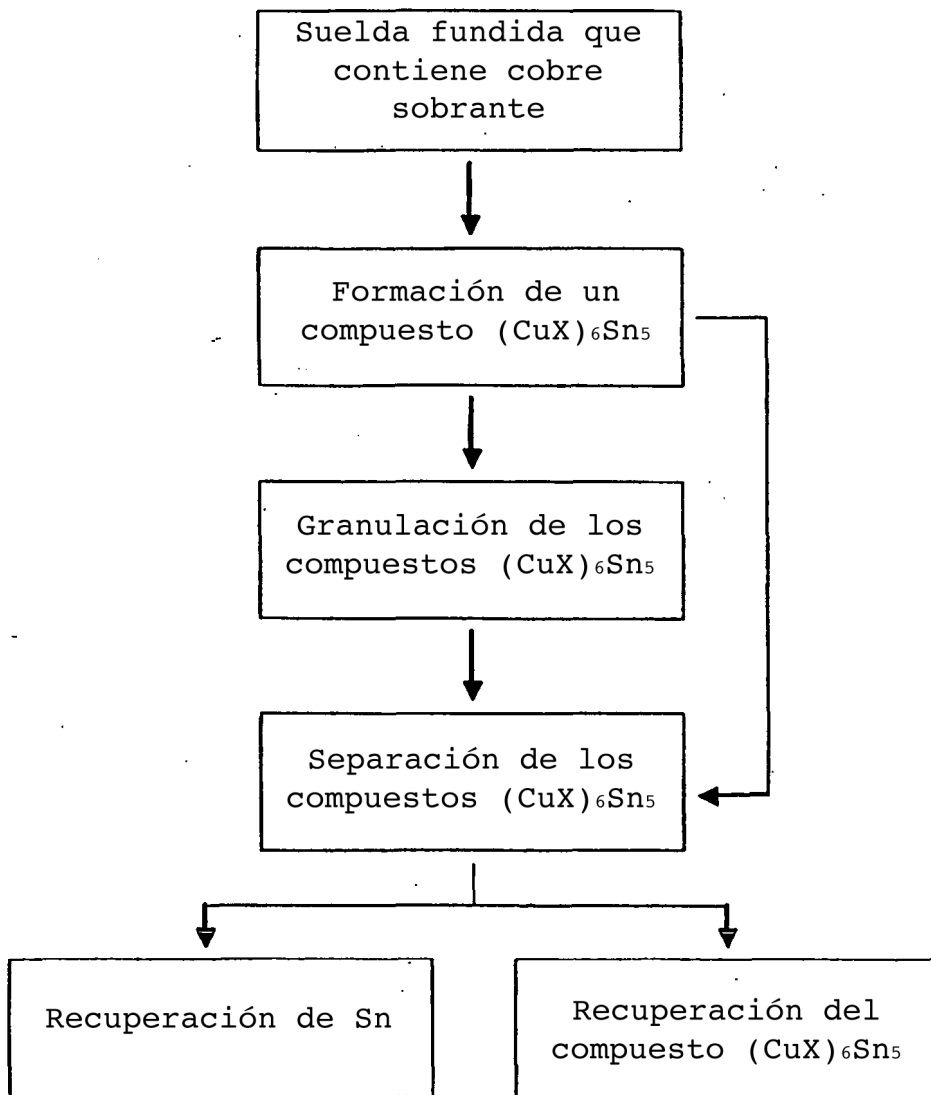 Suelda fundida que
contiene cobre
sobrante
Formación de un
compuesto (CuX)₆Sn₅
Granulación de los
compuestos (CuX)₆Sn₅
Separación de los
compuestos (CuX)₆Sn₅
Recuperación de Sn
Recuperación del
compuesto (CuX)₆Sn₅